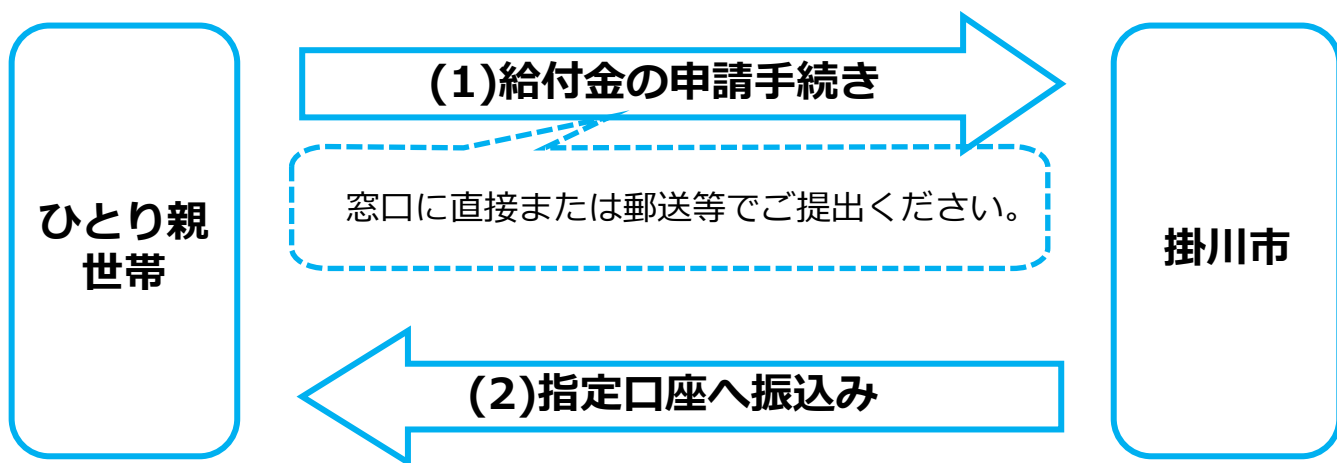 (1)給付金の申請手続き
窓口に直接または郵送等でご提出ください。
ひとり親
世帯
掛川市
(2)指定口座へ振込み